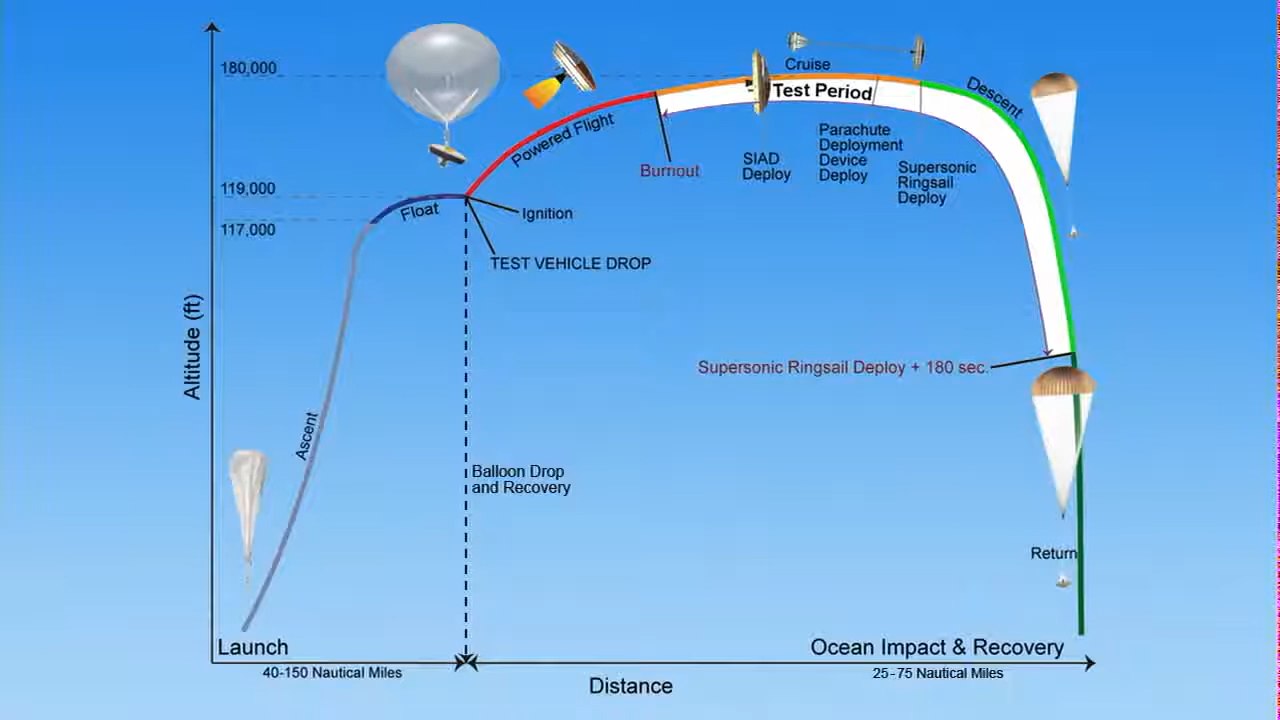 180,000
Cruise
Test Period
Descent
Powered Flight
Burnout
SIAD
Deploy
Parachute
Deployment
Device
Deploy
Supersonic
Ringsail
Deploy
119,000
117,000
Float
Ignition
TEST VEHICLE DROP
Altitude (ft)
Supersonic Ringsail Deploy + 180 sec.
Ascent
Balloon Drop
and Recovery
Return
Launch
Ocean Impact & Recovery
40-150 Nautical Miles
25-75 Nautical Miles
Distance